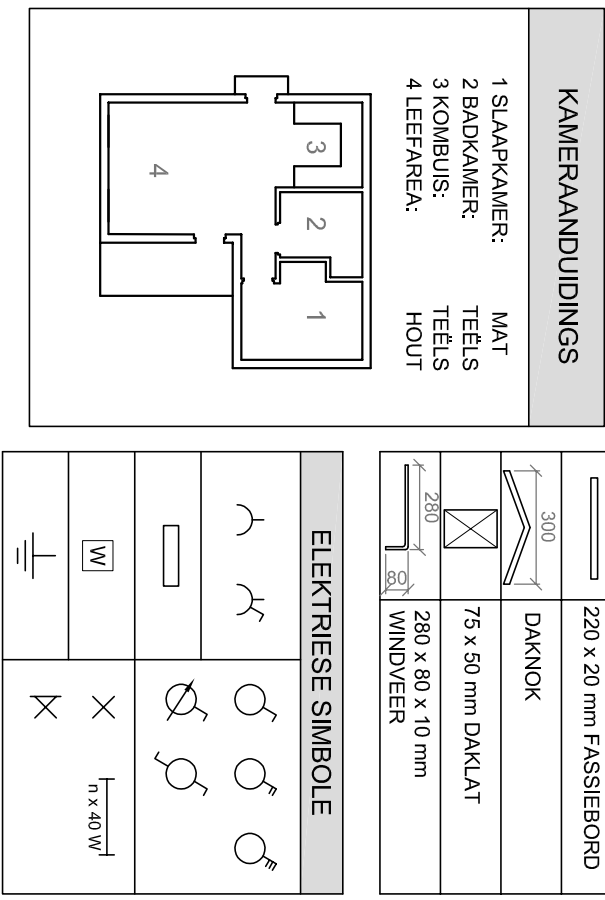 KAMERAANDUIDINGS
1 SLAAPKAMER: MAT
2 BADKAMER: TEËLS
3 KOMBUIS: TEËLS
4 LEEFAREA: HOUT
3
2
1
4
220 x 20 mm FASSIEBORD
300
DAKNOK
75 x 50 mm DAKLAT
280
80
280 x 80 x 10 mm
WINDVEER
ELEKTRIESE SIMBOLE
W
n x 40 W